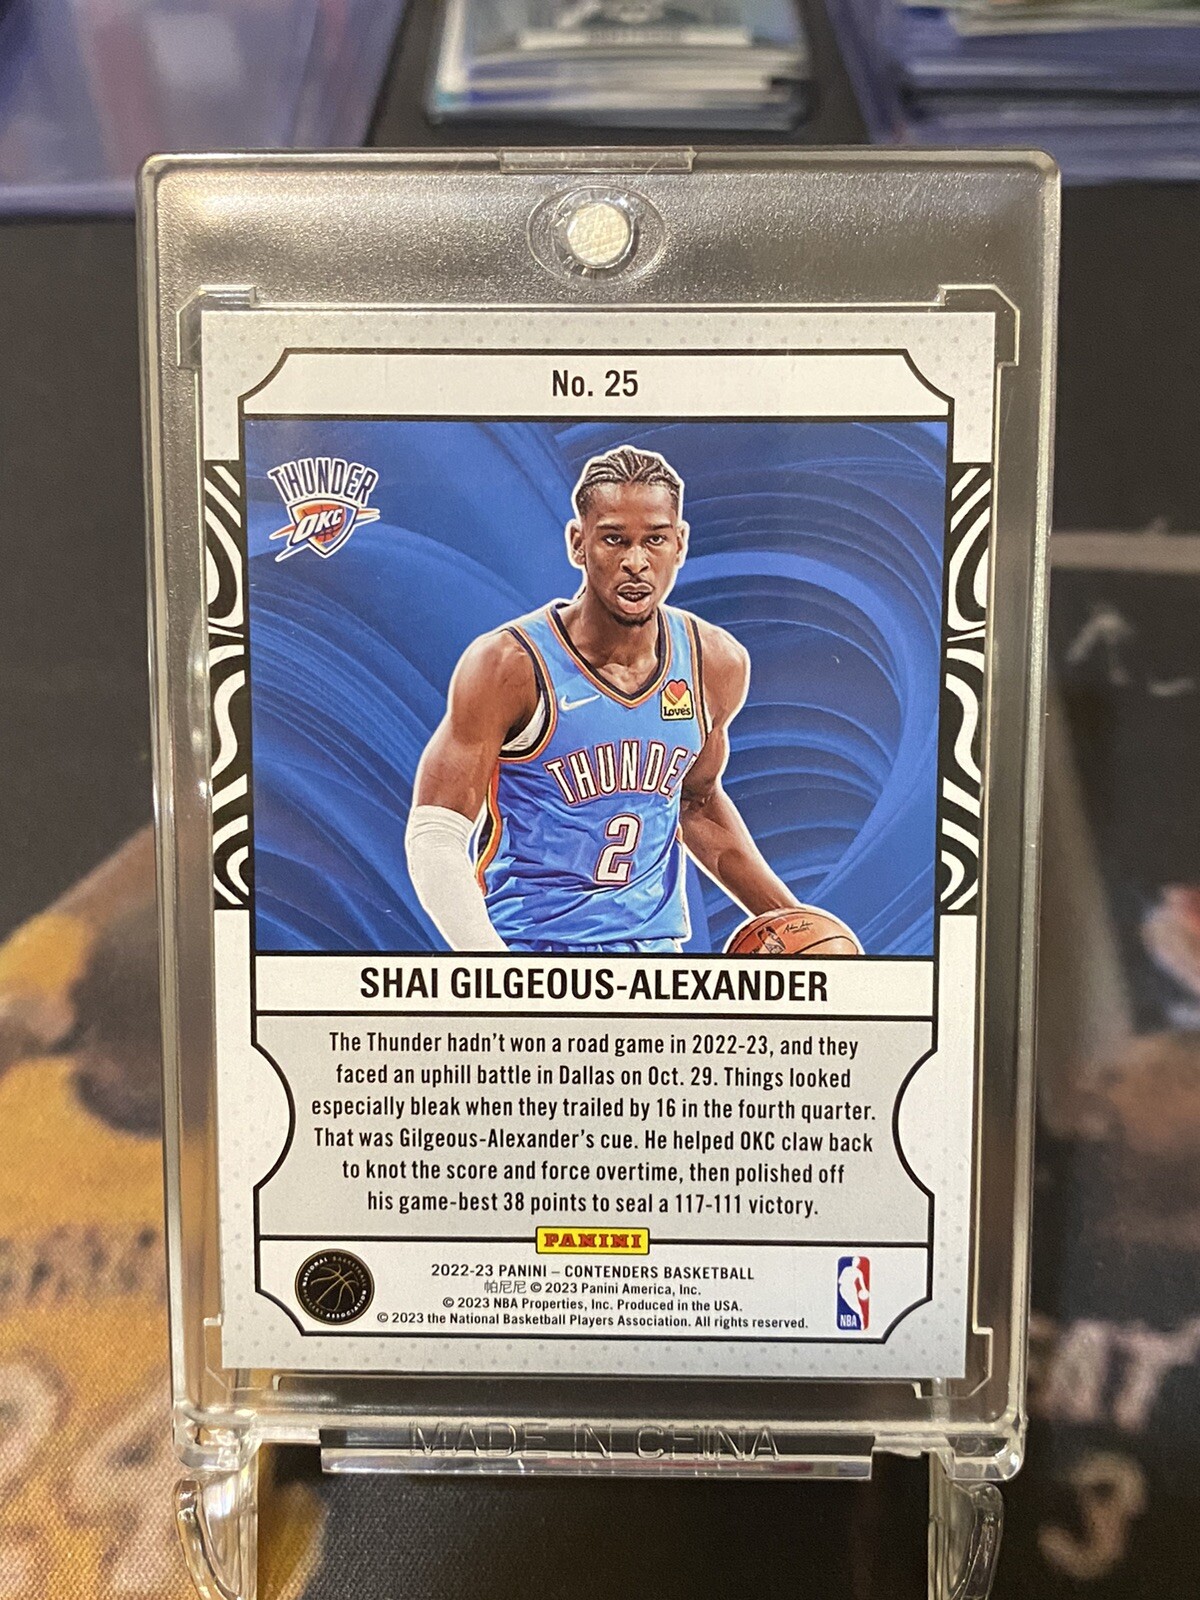 No. 25
THUNDER
OKC
Love's
THUNDE
2
SHAI GILGEOUS-ALEXANDER
The Thunder hadn't won a road game in 2022-23, and they
faced an uphill battle in Dallas on Oct. 29. Things looked
especially bleak when they trailed by 16 in the fourth quarter.
That was Gilgeous-Alexander's cue. He helped OKC claw back
to knot the score and force overtime, then polished off
his game-best 38 points to seal a 117-111 victory.
PANINI
2022-23 PANINI – CONTENDERS BASKETBALL
帕尼尼 © 2023 Panini America, Inc.
© 2023 NBA Properties, Inc. Produced in the USA.
© 2023 the National Basketball Players Association. All rights reserved.
NBA
MADE IN CHINA